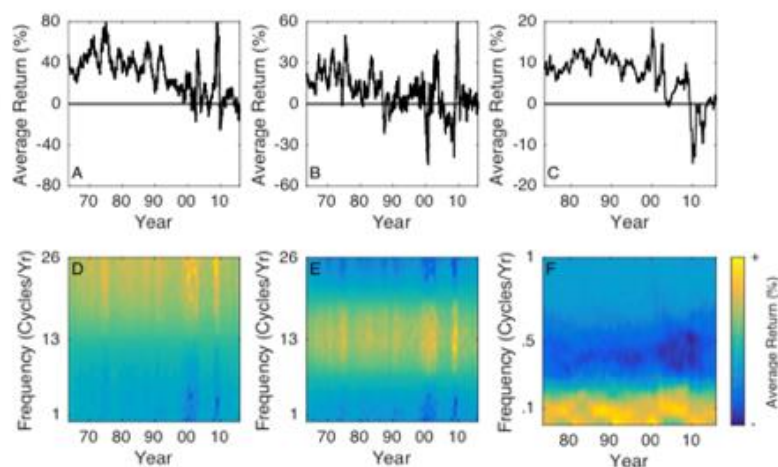 80
40
0
-40
-80
Average Return (%)
A
70 80 90 00 10
Year
60
30
0
-30
-60
Average Return (%)
B
70 80 90 00 10
Year
20
10
0
-10
-20
Average Return (%)
C
80 90 00 10
Year
26
13
1
Frequency (Cycles/Yr)
D
70 80 90 00 10
Year
26
13
1
Frequency (Cycles/Yr)
E
70 80 90 00 10
Year
1
.5
.1
Frequency (Cycles/Yr)
F
80 90 00 10
Year
+
-
Average Return (%)